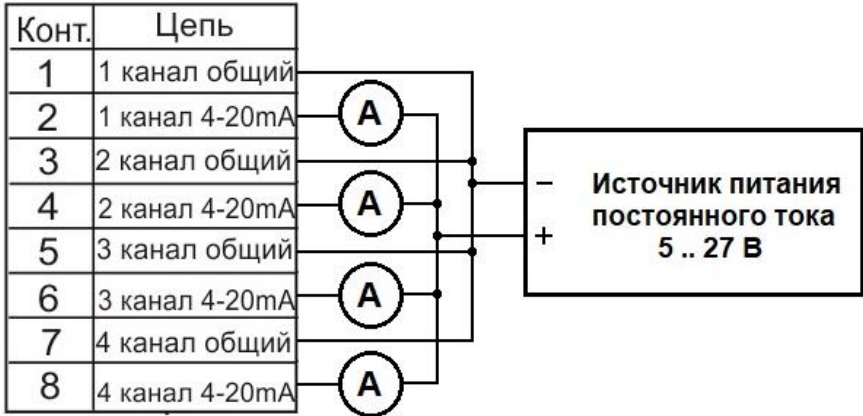 Конт. Цепь
1 1 канал общий
2 1 канал 4-20mA А
3 2 канал общий
4 2 канал 4-20mA А
5 3 канал общий
6 3 канал 4-20mA А
7 4 канал общий
8 4 канал 4-20mA А
− Источник питания
постоянного тока
+ 5 .. 27 В